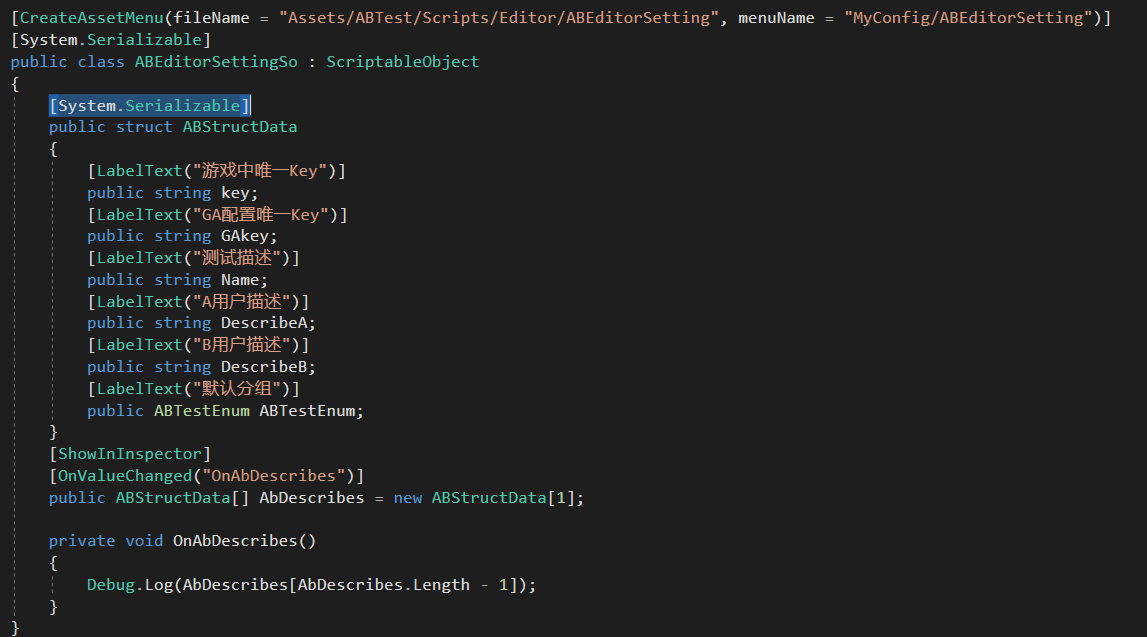 [CreateAssetMenu(fileName = "Assets/ABTest/Scripts/Editor/ABEditorSetting", menuName = "MyConfig/ABEditorSetting")]
[System.Serializable]
public class ABEditorSettingSo : ScriptableObject
{
    [System.Serializable]
    public struct ABStructData
    {
        [LabelText("游戏中唯一Key")]
        public string key;
        [LabelText("GA配置唯一Key")]
        public string GAkey;
        [LabelText("测试描述")]
        public string Name;
        [LabelText("A用户描述")]
        public string DescribeA;
        [LabelText("B用户描述")]
        public string DescribeB;
        [LabelText("默认分组")]
        public ABTestEnum ABTestEnum;
    }
    [ShowInInspector]
    [OnValueChanged("OnAbDescribes")]
    public ABStructData[] AbDescribes = new ABStructData[1];

    private void OnAbDescribes()
    {
        Debug.Log(AbDescribes[AbDescribes.Length - 1]);
    }
}